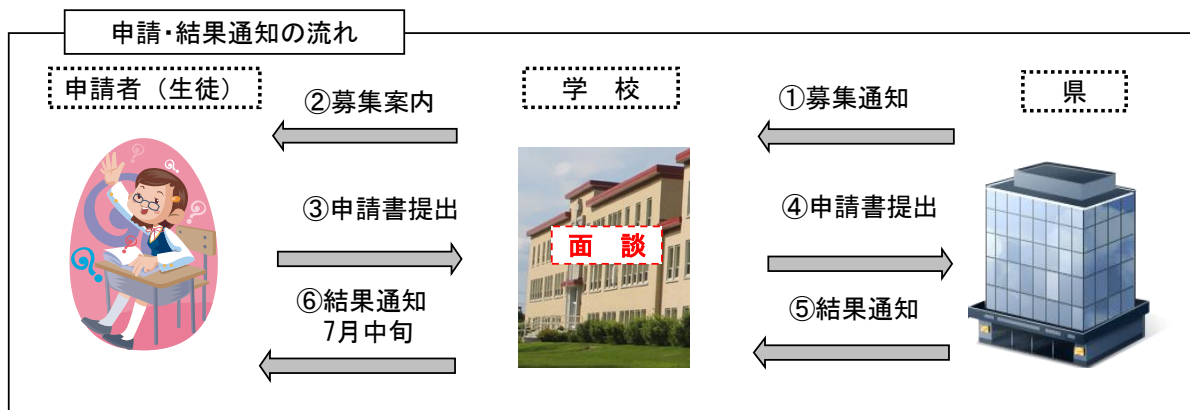 申請・結果通知の流れ
申請者（生徒）
学　校
県
②募集案内
①募集通知
③申請書提出
④申請書提出
面　談
⑥結果通知
7月中旬
⑤結果通知